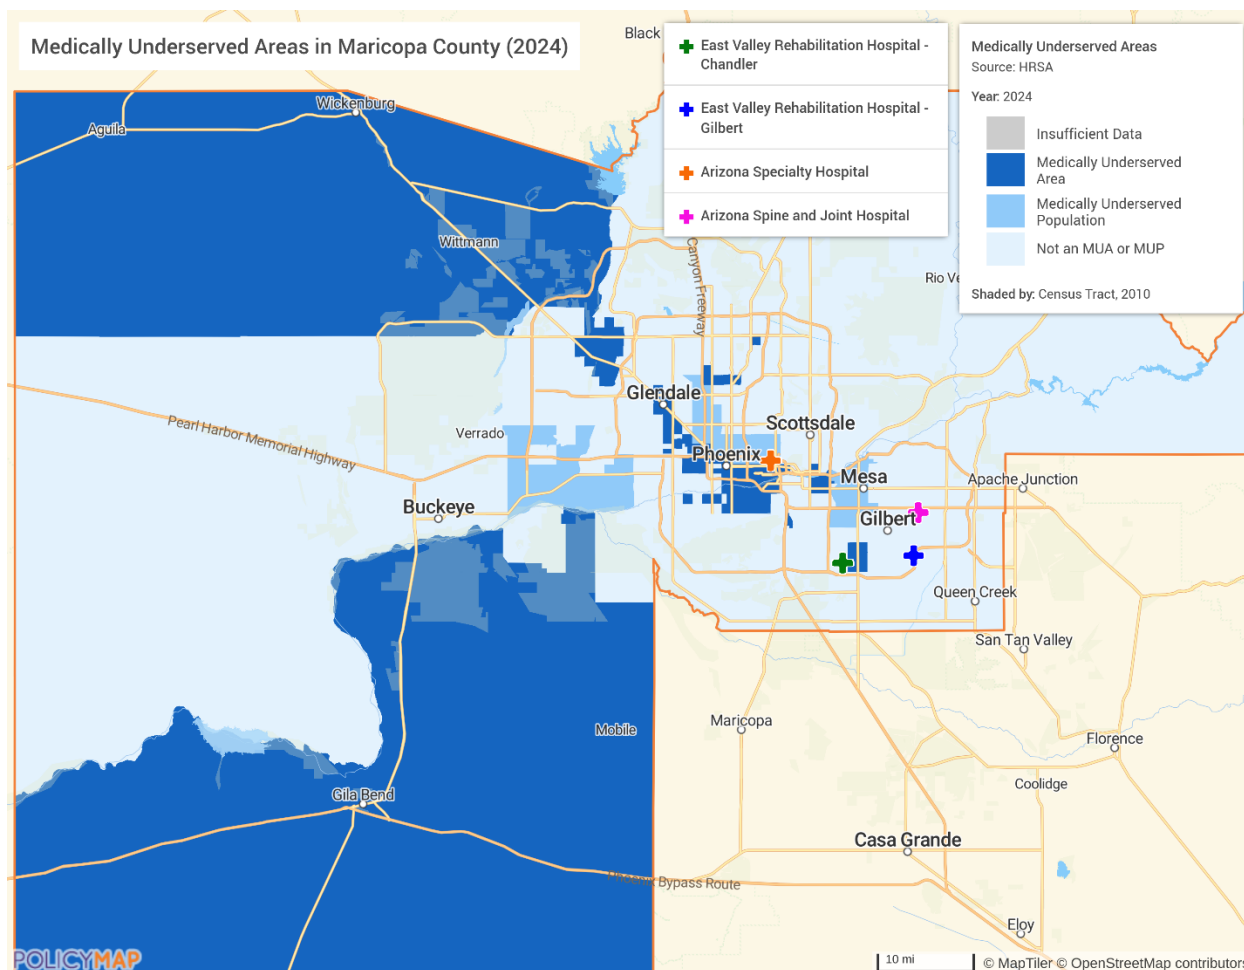 Medically Underserved Areas in Maricopa County (2024)
Black
East Valley Rehabilitation Hospital -
Chandler
East Valley Rehabilitation Hospital -
Gilbert
Arizona Specialty Hospital
Arizona Spine and Joint Hospital
Medically Underserved Areas
Source: HRSA
Year: 2024
Insufficient Data
Medically Underserved
Area
Medically Underserved
Population
Not an MUA or MUP
Shaded by: Census Tract, 2010
Wickenburg
Aguila
Wittmann
Canyon Freeway
Rio Ve
Glendale
Scottsdale
Verrado
Pearl Harbor Memorial Highway
Phoenix
Mesa
Apache Junction
Buckeye
Gilbert
Queen Creek
San Tan Valley
Maricopa
Mobile
Florence
Coolidge
Gila Bend
Casa Grande
Phoenix Bypass Route
Eloy
POLICYMAP
10 mi
© MapTiler © OpenStreetMap contributors